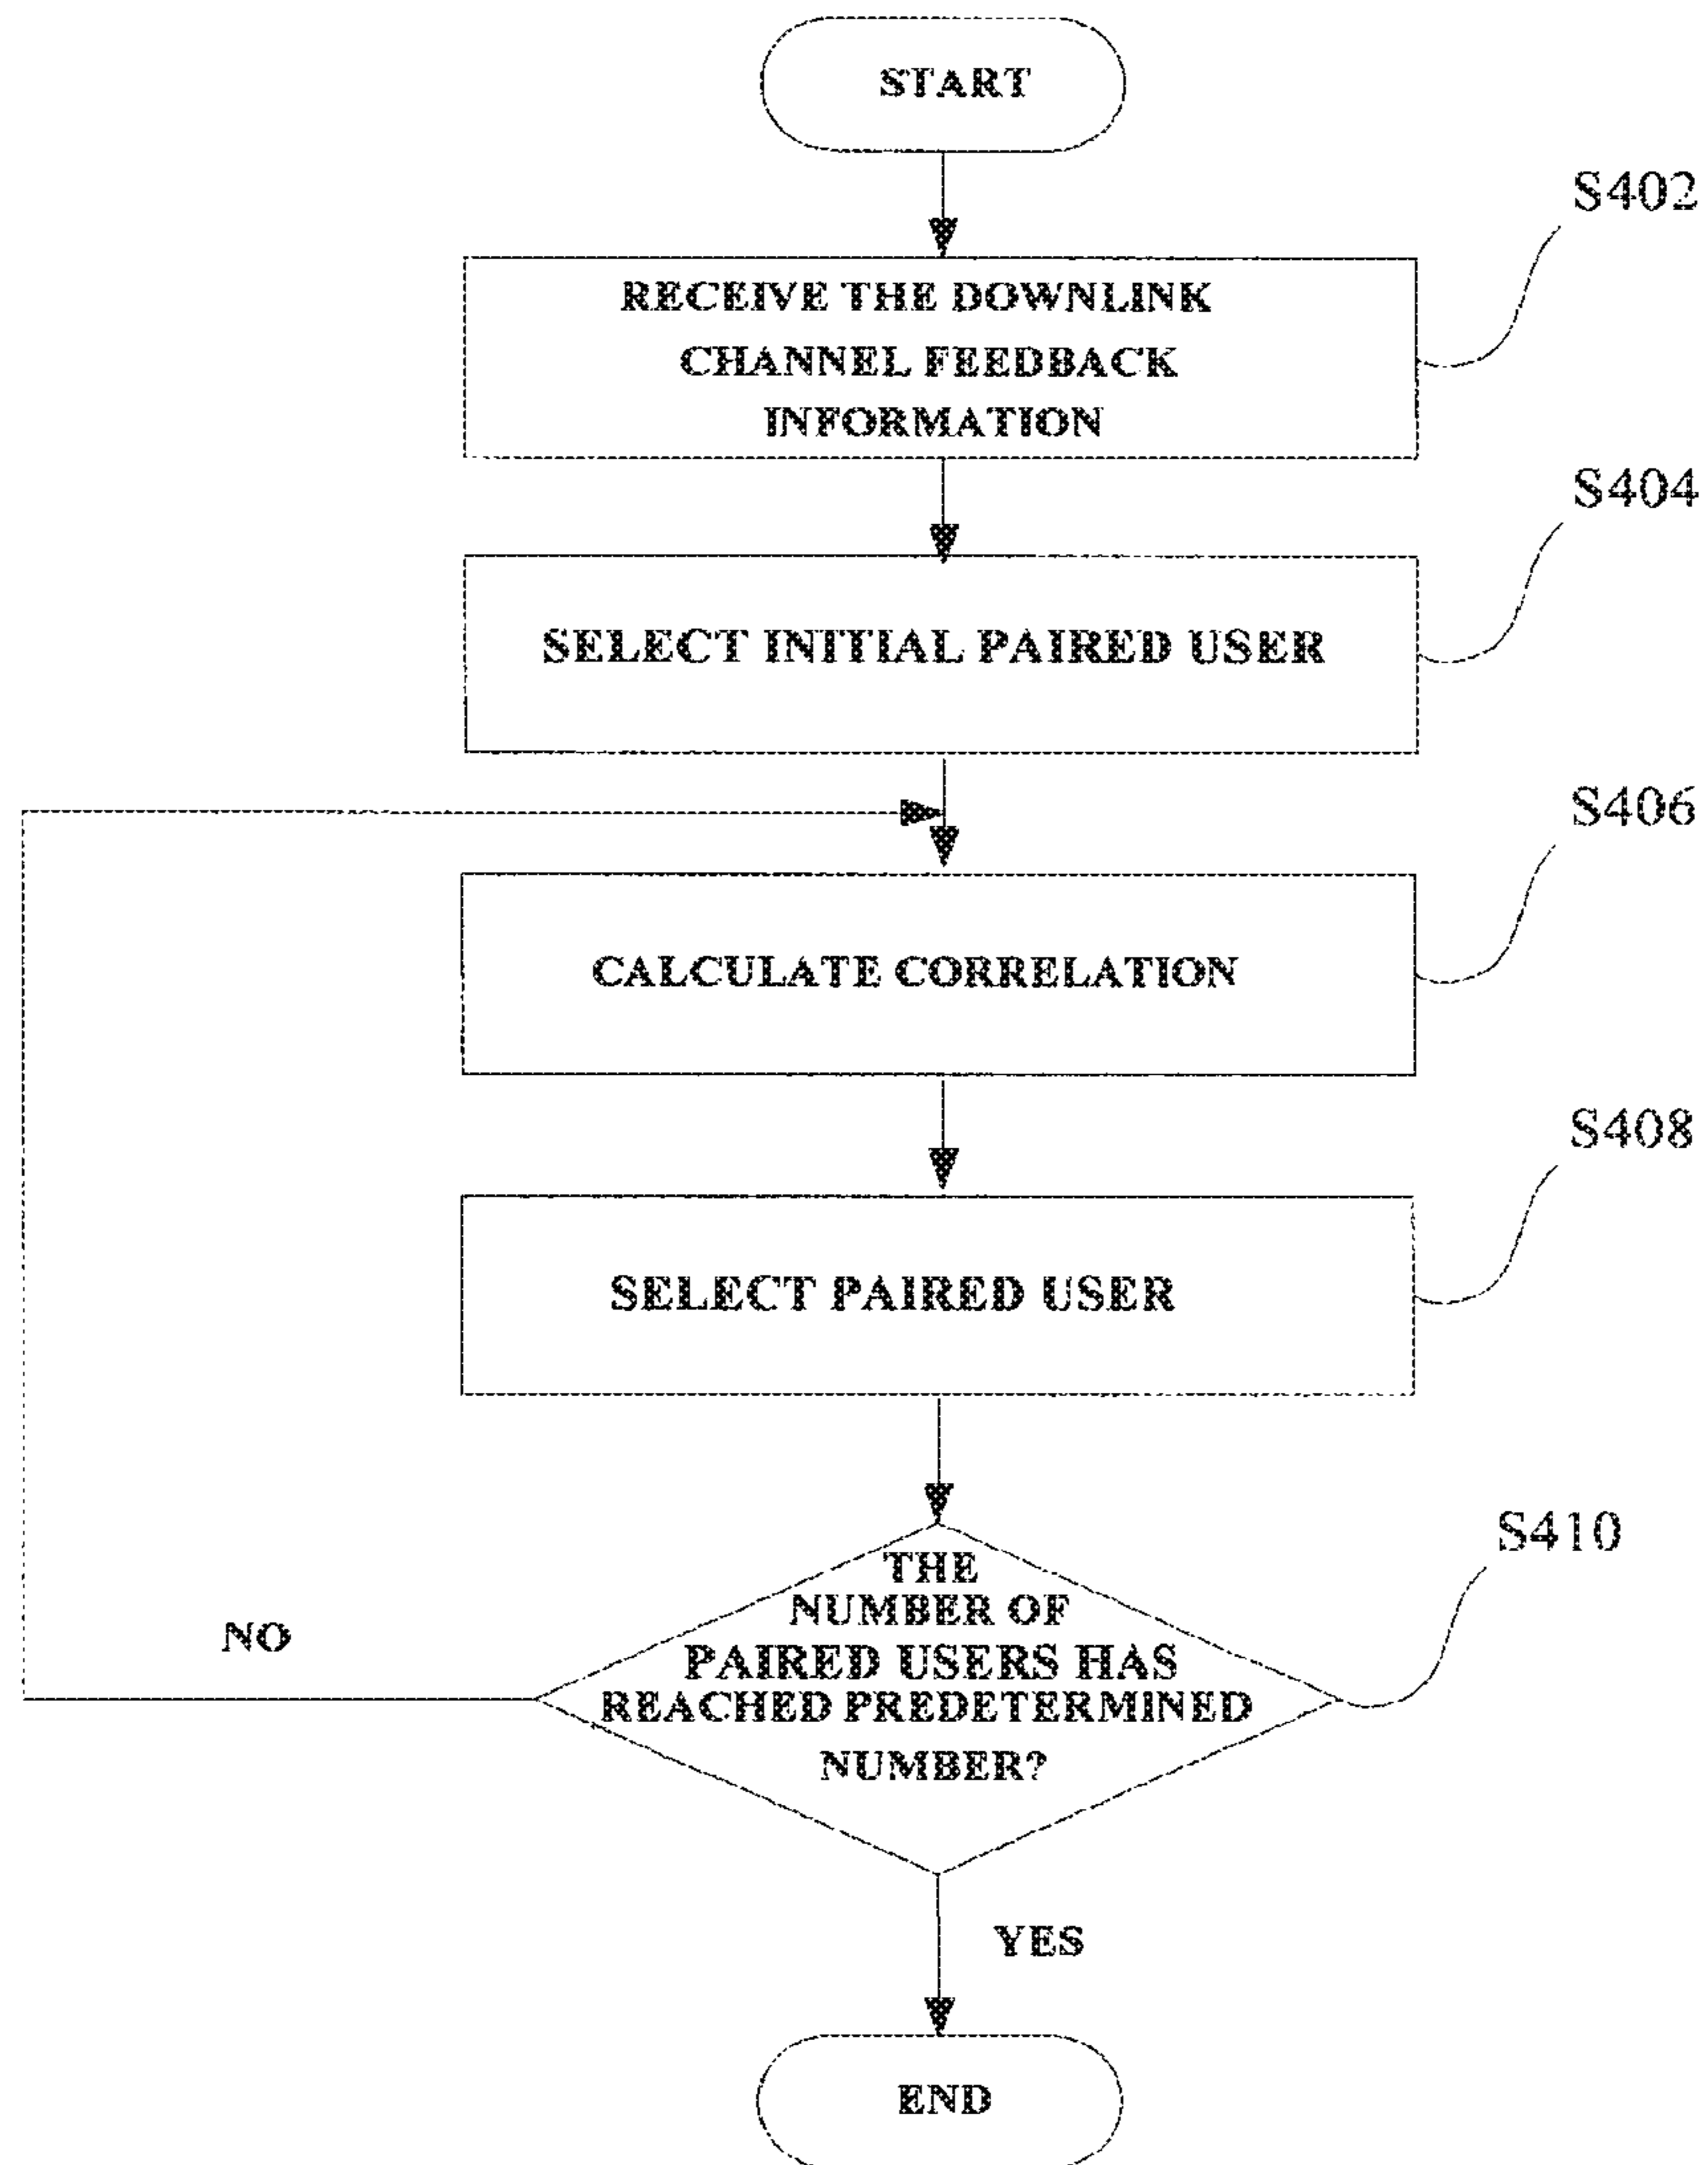 START
S402
RECEIVE THE DOWNLINK
CHANNEL FEEDBACK
INFORMATION
S404
SELECT INITIAL PAIRED USER
S406
CALCULATE CORRELATION
S408
SELECT PAIRED USER
S410
THE
NUMBER OF
PAIRED USERS HAS
REACHED PREDETERMINED
NUMBER?
NO
YES
END